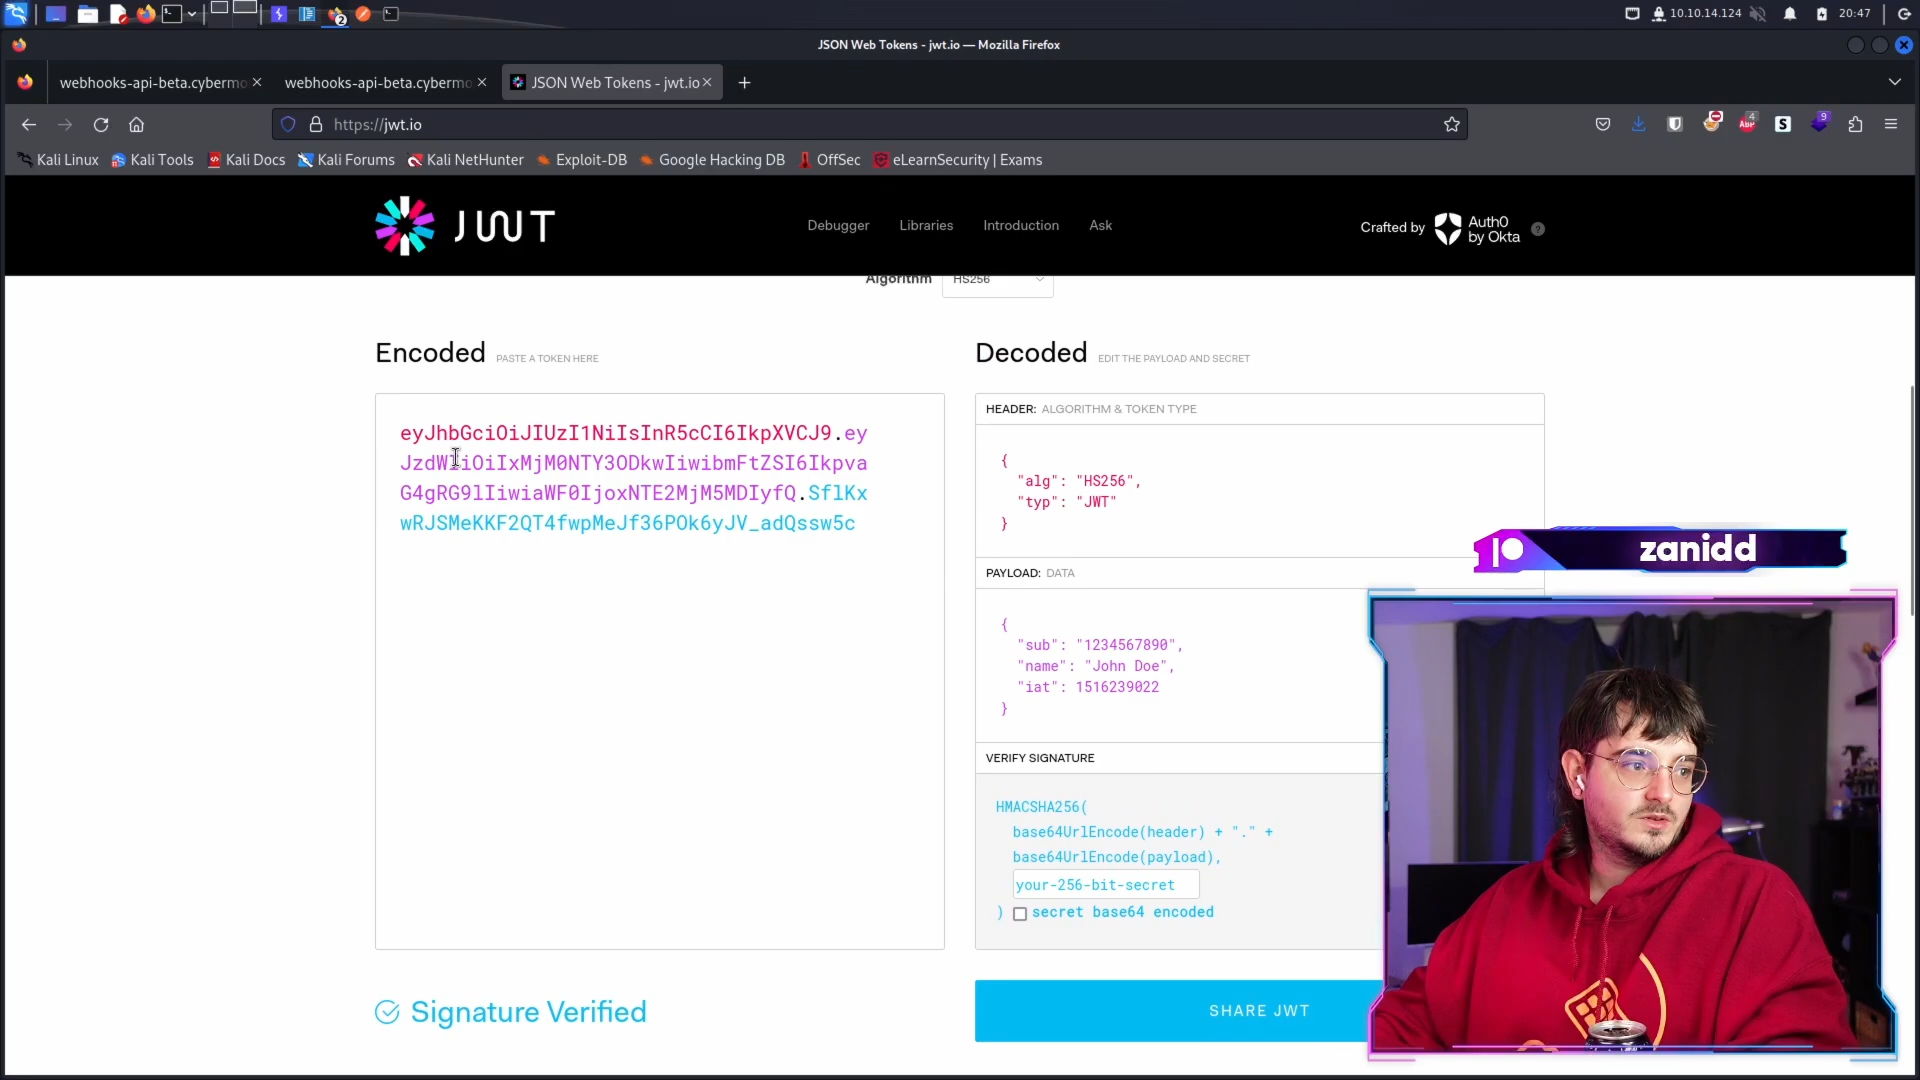 2
10.10.14.124
20:47
JSON Web Tokens - jwt.io — Mozilla Firefox
webhooks-api-beta.cybermo
webhooks-api-beta.cybermo
JSON Web Tokens - jwt.io
https://jwt.io
ABP
4
S
9
Kali Linux
Kali Tools
Kali Docs
Kali Forums
Kali NetHunter
Exploit-DB
Google Hacking DB
OffSec
eLearnSecurity | Exams
JWT
Debugger
Libraries
Introduction
Ask
Crafted by
Auth0
by Okta
?
Algorithm
HS256
Encoded
PASTE A TOKEN HERE
eyJhbGciOiJIUzI1NiIsInR5cCI6IkpXVCJ9.ey
JzdWIiOiIxMjM0NTY3ODkwIiwibmFtZSI6Ikpva
G4gRG9lIiwiaWF0IjoxNTE2MjM5MDIyfQ.SflKx
wRJSMeKKF2QT4fwpMeJf36POk6yJV_adQssw5c
Decoded
EDIT THE PAYLOAD AND SECRET
HEADER: ALGORITHM & TOKEN TYPE
{
"alg": "HS256",
"typ": "JWT"
}
PAYLOAD: DATA
{
"sub": "1234567890",
"name": "John Doe",
"iat": 1516239022
}
VERIFY SIGNATURE
HMACSHA256(
base64UrlEncode(header) + "." +
base64UrlEncode(payload),
your-256-bit-secret
) secret base64 encoded
Signature Verified
SHARE JWT
zanidd